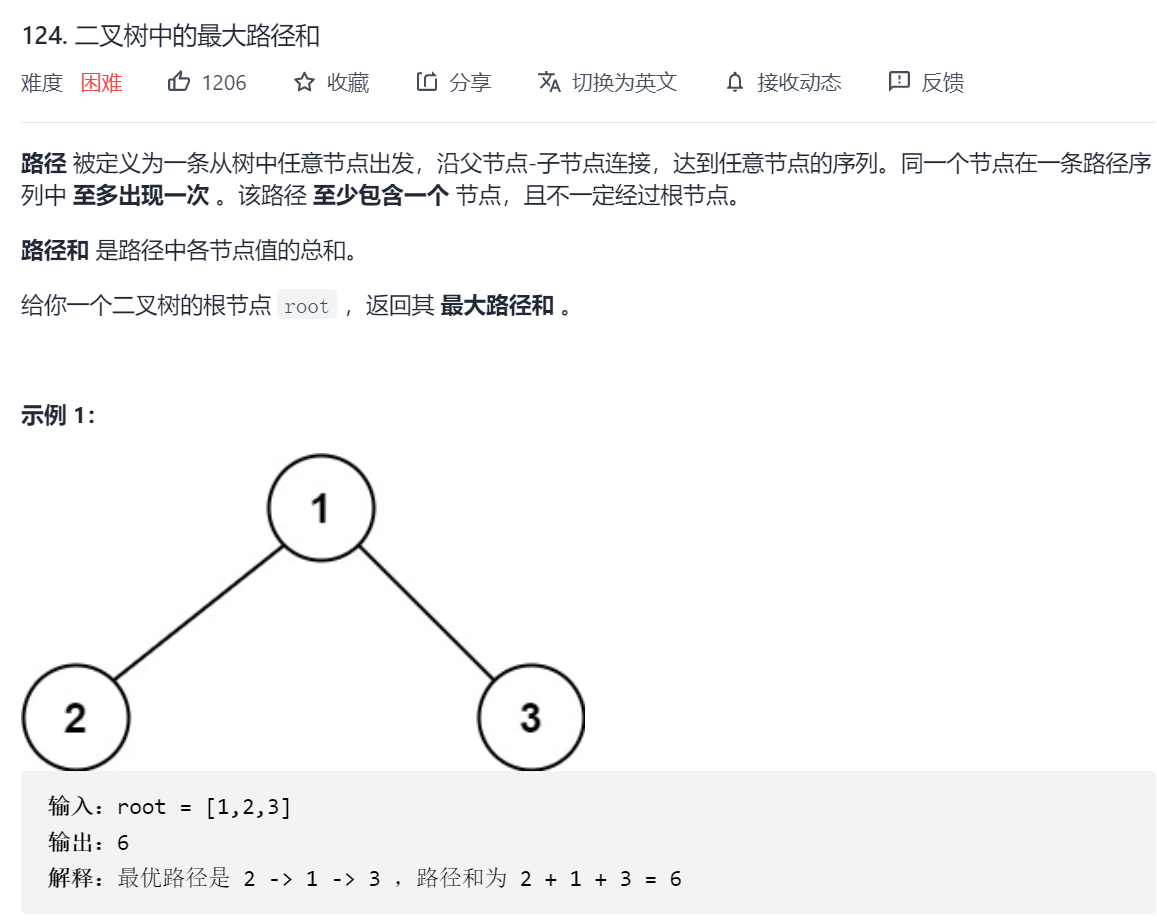 124. 二叉树中的最大路径和
难度 困难 1206 收藏 分享 切换为英文 接收动态 反馈
路径 被定义为一条从树中任意节点出发，沿父节点-子节点连接，达到任意节点的序列。同一个节点在一条路径序
列中 至多出现一次 。该路径 至少包含一个 节点，且不一定经过根节点。
路径和 是路径中各节点值的总和。
给你一个二叉树的根节点 root ，返回其 最大路径和 。
示例 1：
1
2 3
输入：root = [1,2,3]
输出：6
解释：最优路径是 2 -> 1 -> 3 ，路径和为 2 + 1 + 3 = 6